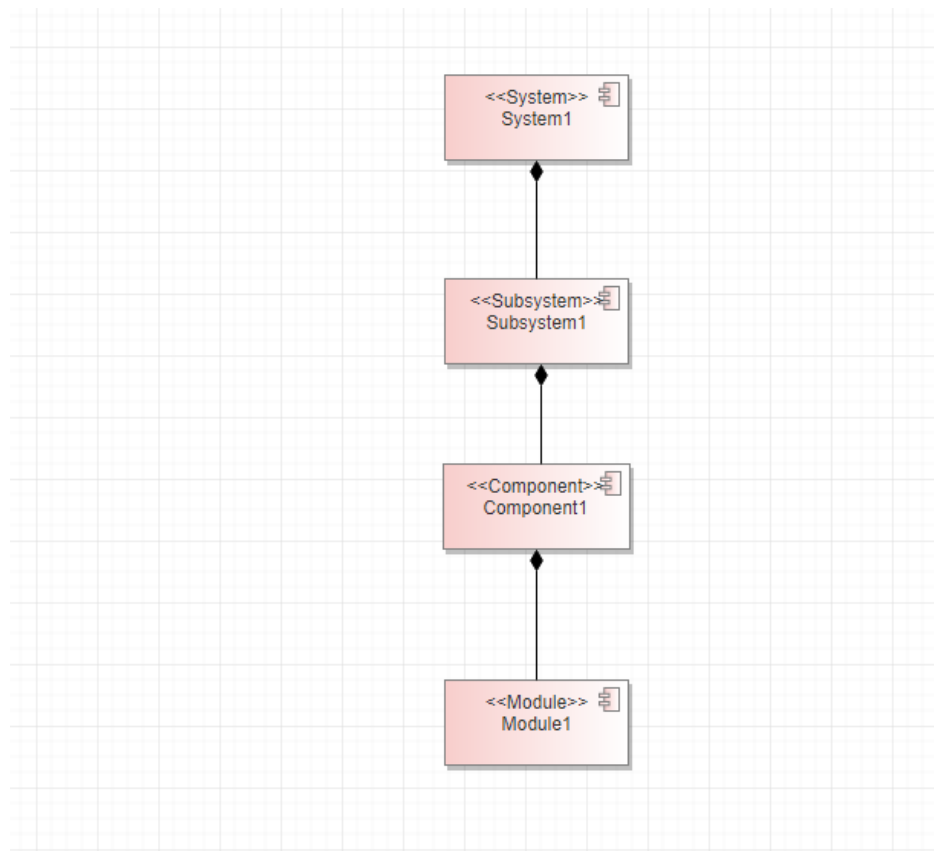 <<System>>
System1
<<Subsystem>>
Subsystem1
<<Component>>
Component1
<<Module>>
Module1